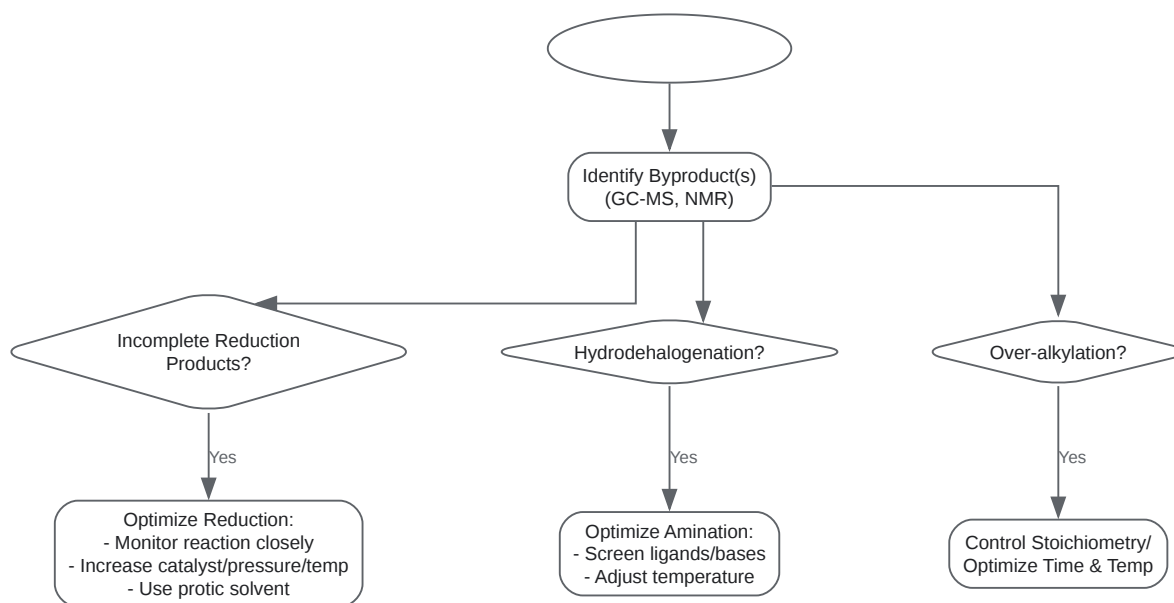 Identify Byproduct(s)
(GC-MS, NMR)
Incomplete Reduction
Products?
Hydrodehalogenation?
Over-alkylation?
Yes
Yes
Yes
Optimize Reduction:
- Monitor reaction closely
- Increase catalyst/pressure/temp
- Use protic solvent
Optimize Amination:
- Screen ligands/bases
- Adjust temperature
Control Stoichiometry/
Optimize Time & Temp